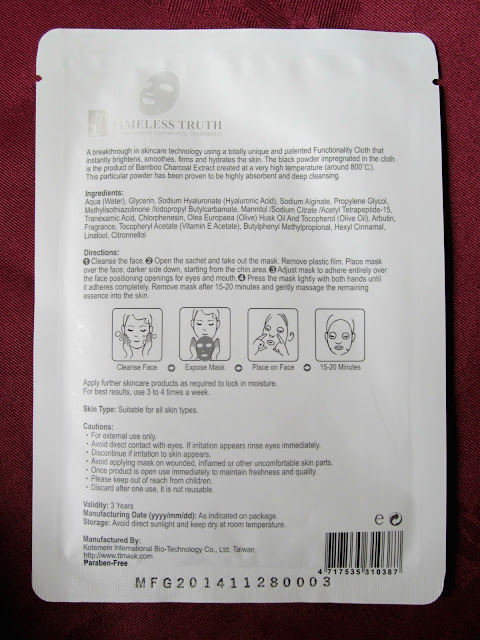 TIMELESS TRUTH
A breakthrough in skincare technology using a totally unique and patented Functionality Cloth that
instantly brightens, smoothes, firms and hydrates the skin. The black powder impregnated in the cloth
is the product of Bamboo Charcoal Extract created at a very high temperature (around 800℃).
This particular powder has been proven to be highly absorbent and deep cleansing.
Ingredients:
Aqua (Water), Glycerin, Sodium Hyaluronate (Hyaluronic Acid), Sodium Alginate, Propylene Glycol,
Methylisothiazolinone /Iodopropyl Butylcarbamate, Mannitol /Sodium Citrate /Acetyl Tetrapeptide-15,
Tranexamic Acid, Chlorphenesin, Olea Europaea (Olive) Husk Oil And Tocopherol (Olive Oil), Arbutin,
Fragrance, Tocopheryl Acetate (Vitamin E Acetate), Butylphenyl Methylpropional, Hexyl Cinnamal,
Linalool, Citronellol
Directions:
❶Cleanse the face.❷Open the sachet and take out the mask. Remove plastic film. Place mask
over the face, darker side down, starting from the chin area.❸Adjust mask to adhere entirely over
the face positioning openings for eyes and mouth.❹Press the mask lightly with both hands until
it adheres completely. Remove mask after 15-20 minutes and gently massage the remaining
essence into the skin.
Cleanse Face Expose Mask Place on Face 15-20 Minutes
Apply further skincare products as required to lock in moisture.
For best results, use 3 to 4 times a week.
Skin Type: Suitable for all skin types.
Cautions:
・For external use only.
・Avoid direct contact with eyes. If irritation appears rinse eyes immediately.
・Discontinue if irritation to skin appears.
・Avoid applying mask on wounded, inflamed or other uncomfortable skin parts.
・Once product is open use immediately to maintain freshness and quality.
・Please keep out of reach from children.
・Discard after one use, it is not reusable.
Validity: 3 Years
Manufacturing Date (yyyy/mm/dd): As indicated on package.
Storage: Avoid direct sunlight and keep dry at room temperature.
Manufactured By:
Kotemein International Bio-Technology Co., Ltd. Taiwan
http://www.ttmask.com
Paraben-Free
e
4 717535 310387
MFG201411280003